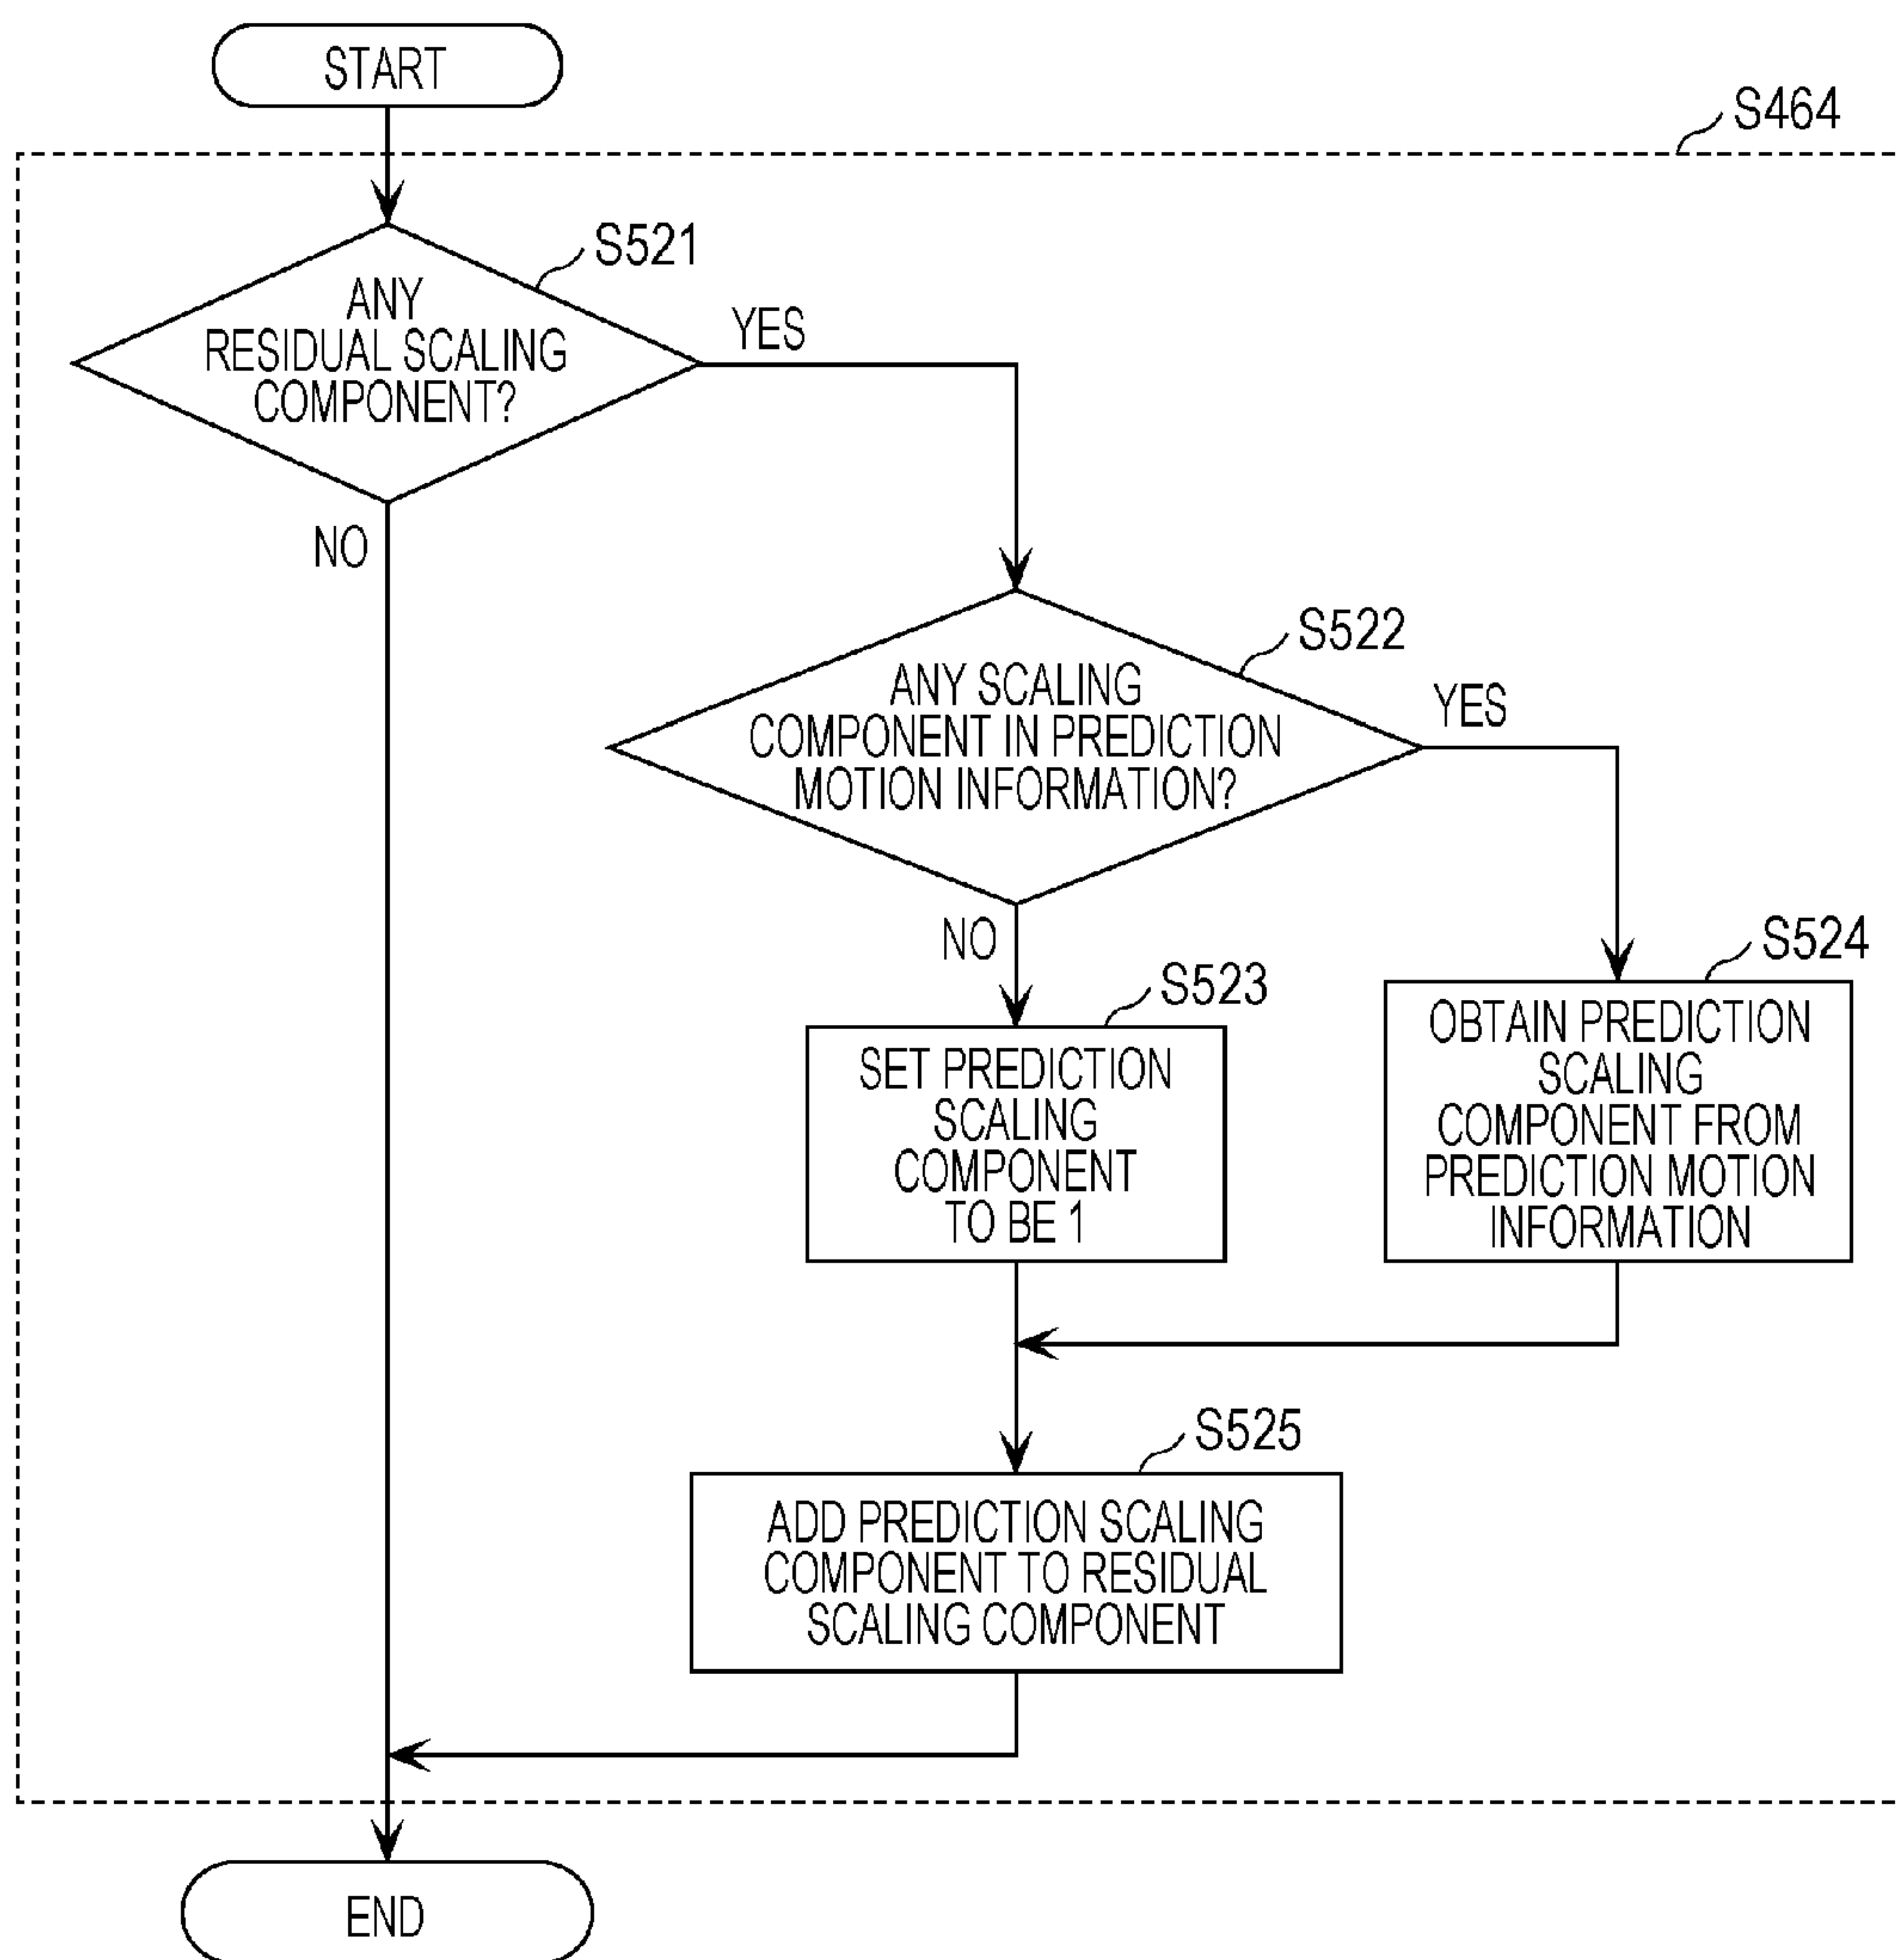 START
S464
S521
ANY
RESIDUAL SCALING
COMPONENT?
YES
NO
S522
ANY SCALING
COMPONENT IN PREDICTION
MOTION INFORMATION?
YES
NO
S523
SET PREDICTION
SCALING
COMPONENT
TO BE 1
S524
OBTAIN PREDICTION
SCALING
COMPONENT FROM
PREDICTION MOTION
INFORMATION
S525
ADD PREDICTION SCALING
COMPONENT TO RESIDUAL
SCALING COMPONENT
END